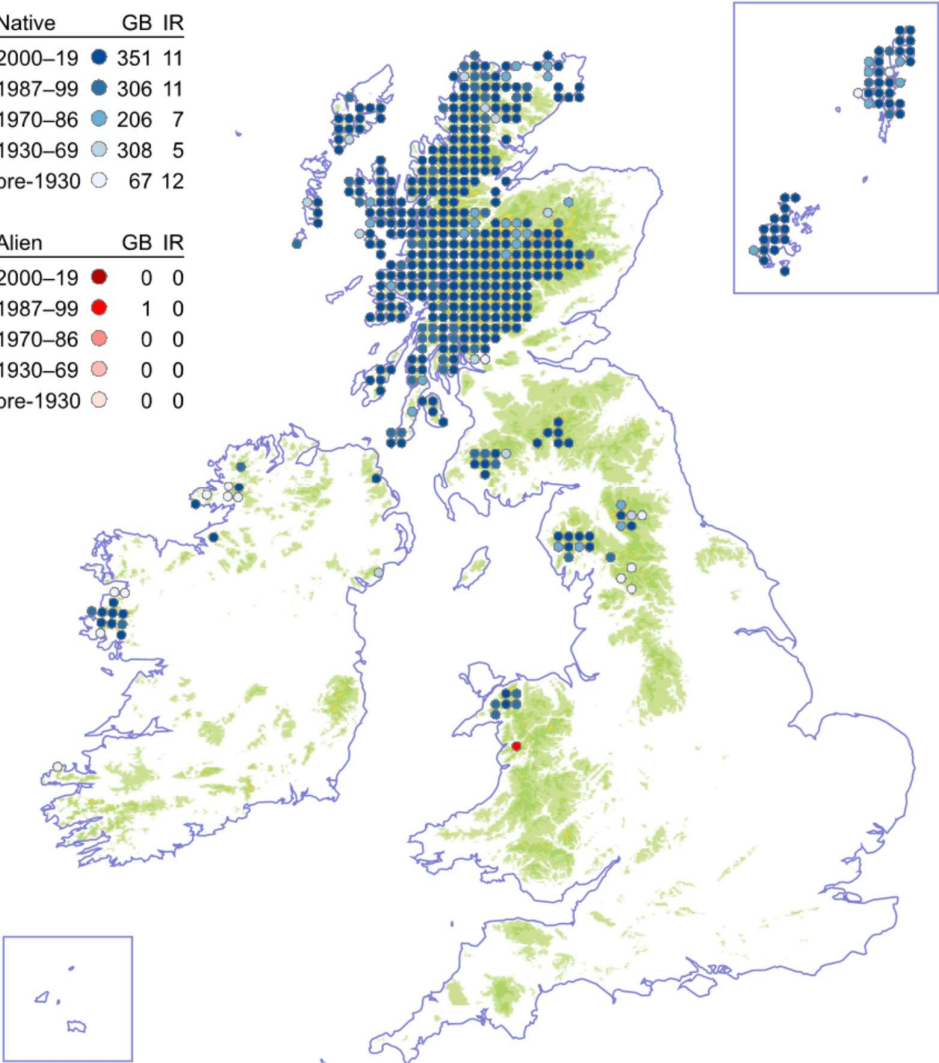 Native GB IR
2000–19 351 11
1987–99 306 11
1970–86 206 7
1930–69 308 5
pre-1930 67 12
Alien GB IR
2000–19 0 0
1987–99 1 0
1970–86 0 0
1930–69 0 0
pre-1930 0 0